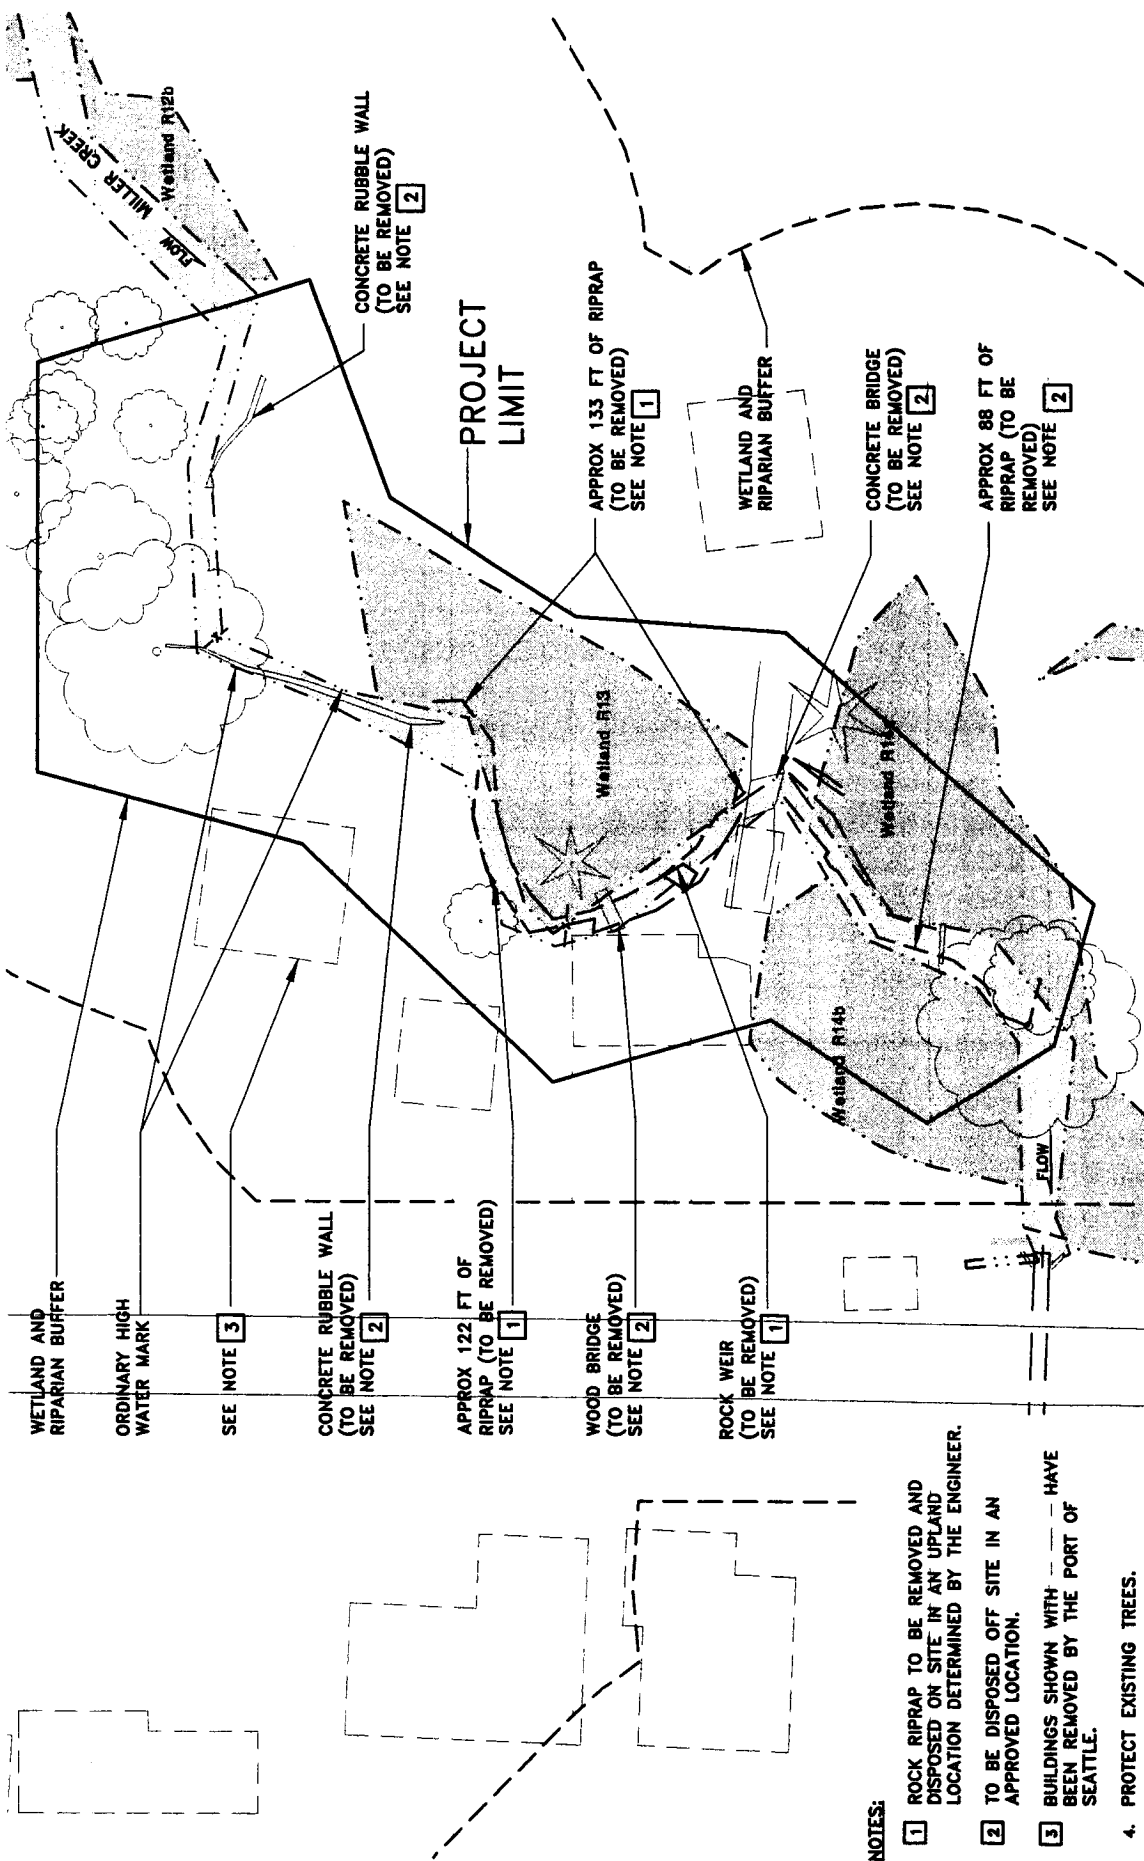 WETLAND AND
RIPARIAN BUFFER
ORDINARY HIGH
WATER MARK
SEE NOTE 3
CONCRETE RUBBLE WALL
(TO BE REMOVED)
SEE NOTE 2
APPROX 122 FT OF
RIPRAP (TO BE REMOVED)
SEE NOTE 1
WOOD BRIDGE
(TO BE REMOVED)
SEE NOTE 2
ROCK WEIR
(TO BE REMOVED)
SEE NOTE 1
MILLER CREEK
FLOW
Wetland R12b
CONCRETE RUBBLE WALL
(TO BE REMOVED)
SEE NOTE 2
PROJECT
LIMIT
APPROX 133 FT OF RIPRAP
(TO BE REMOVED)
SEE NOTE 1
WETLAND AND
RIPARIAN BUFFER
CONCRETE BRIDGE
(TO BE REMOVED)
SEE NOTE 2
APPROX 88 FT OF
RIPRAP (TO BE
REMOVED)
SEE NOTE 2
Wetland R13
Wetland
Wetland R14b
FLOW
NOTES:
1 ROCK RIPRAP TO BE REMOVED AND
DISPOSED ON SITE IN AN UPLAND
LOCATION DETERMINED BY THE ENGINEER.
2 TO BE DISPOSED OFF SITE IN AN
APPROVED LOCATION.
3 BUILDINGS SHOWN WITH — — — HAVE
BEEN REMOVED BY THE PORT OF
SEATTLE.
4. PROTECT EXISTING TREES.